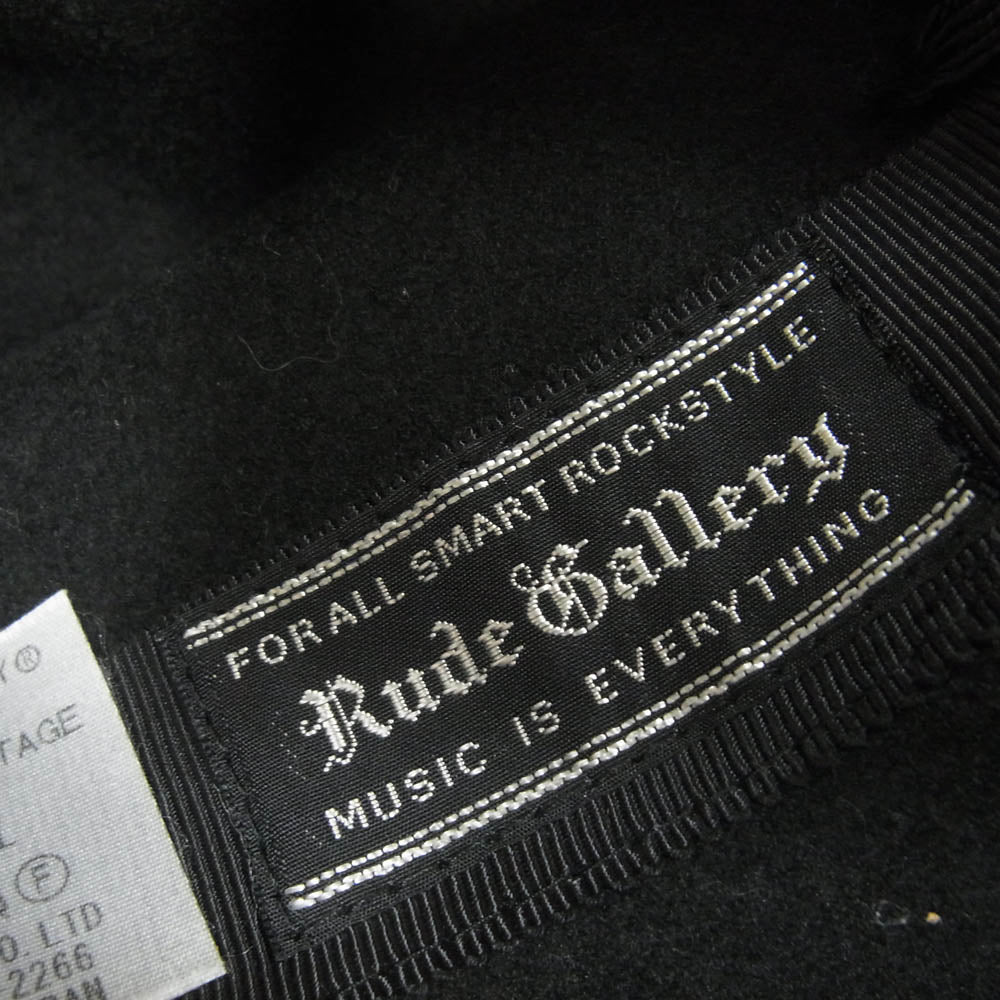 FOR ALL SMART ROCKSTYLE
Rude Gallery
MUSIC IS EVERYTHING
Y®
TAGE
F
O. LTD
2266